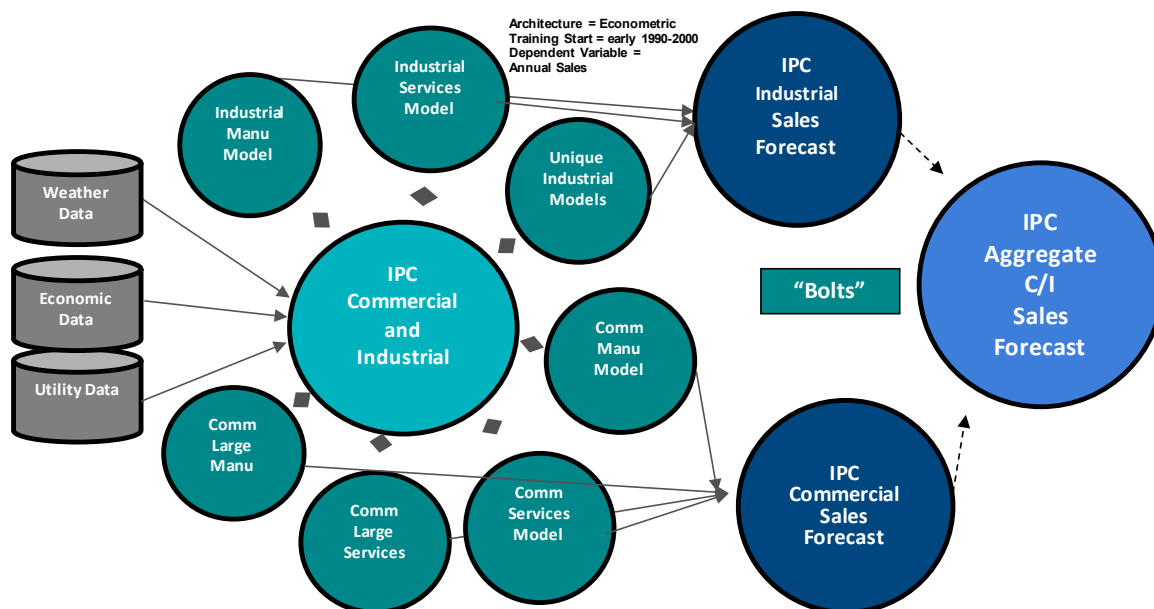 Architecture = Econometric
Training Start = early 1990-2000
Dependent Variable =
Annual Sales
Industrial
Services
Model
IPC
Industrial
Sales
Forecast
Industrial
Manu
Model
Unique
Industrial
Models
Weather
Data
IPC
Aggregate
C/I
Sales
Forecast
IPC
Commercial
and
Industrial
Economic
Data
"Bolts"
Comm
Manu
Model
Utility Data
Comm
Large
Manu
IPC
Commercial
Sales
Forecast
Comm
Services
Model
Comm
Large
Services